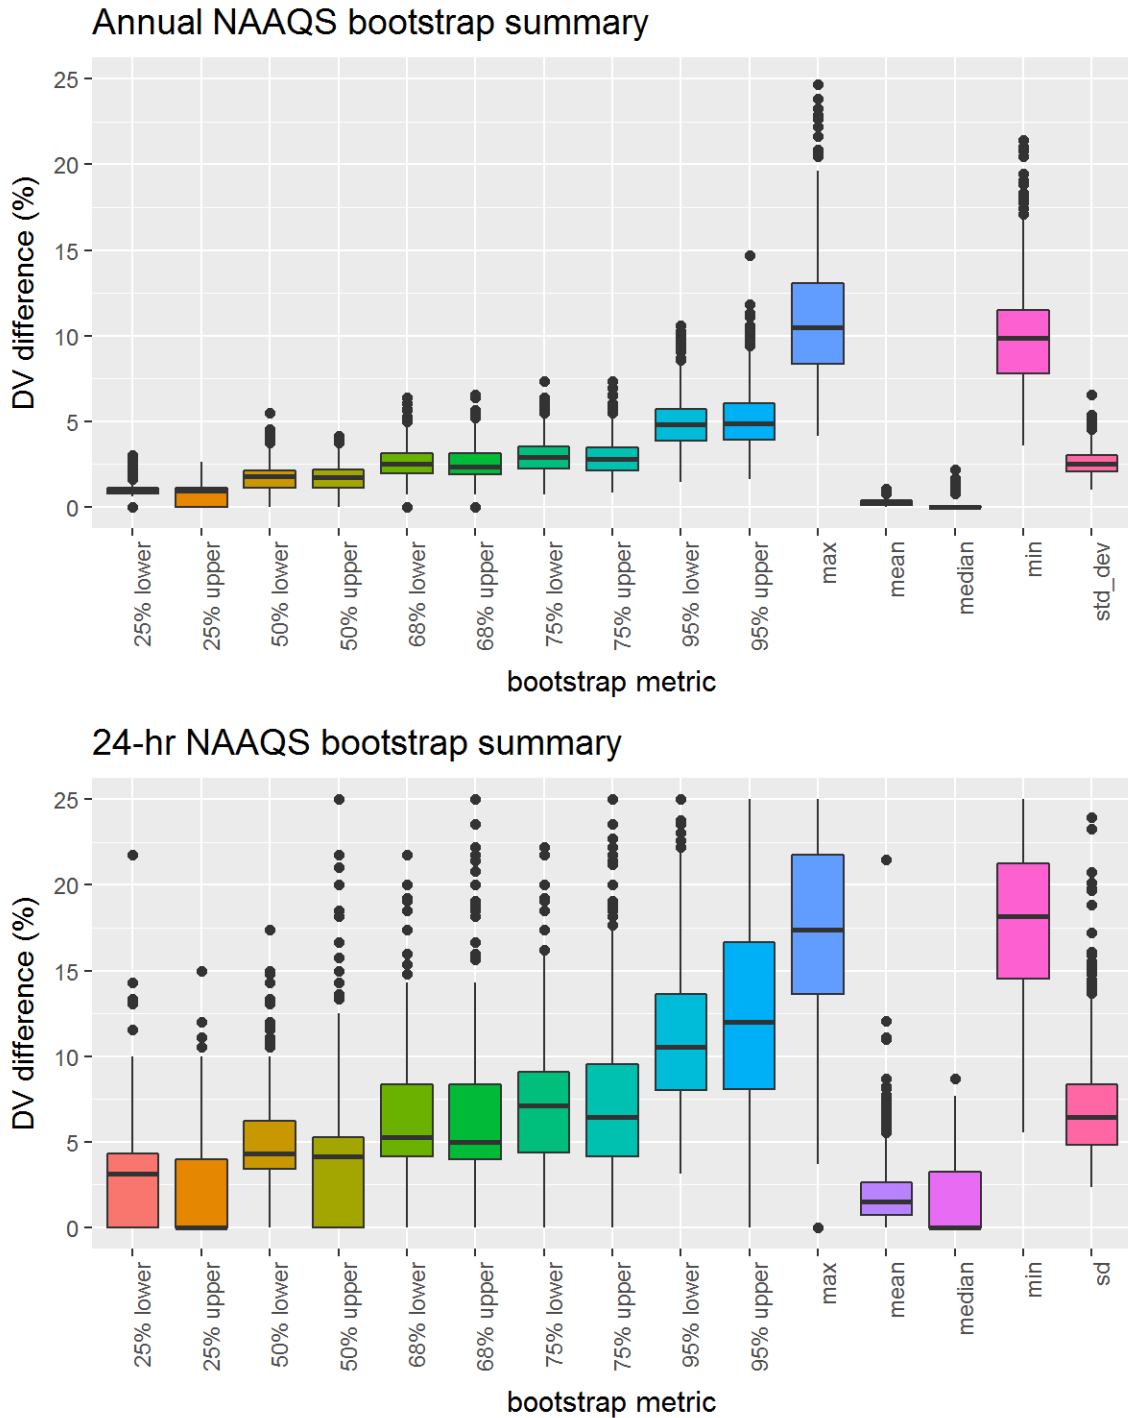 Annual NAAQS bootstrap summary
25
20
15
10
5
0
DV difference (%)
25% lower
25% upper
50% lower
50% upper
68% lower
68% upper
75% lower
75% upper
95% lower
95% upper
max
mean
median
min
std_dev
bootstrap metric
24-hr NAAQS bootstrap summary
25
20
15
10
5
0
DV difference (%)
25% lower
25% upper
50% lower
50% upper
68% lower
68% upper
75% lower
75% upper
95% lower
95% upper
max
mean
median
min
sd
bootstrap metric